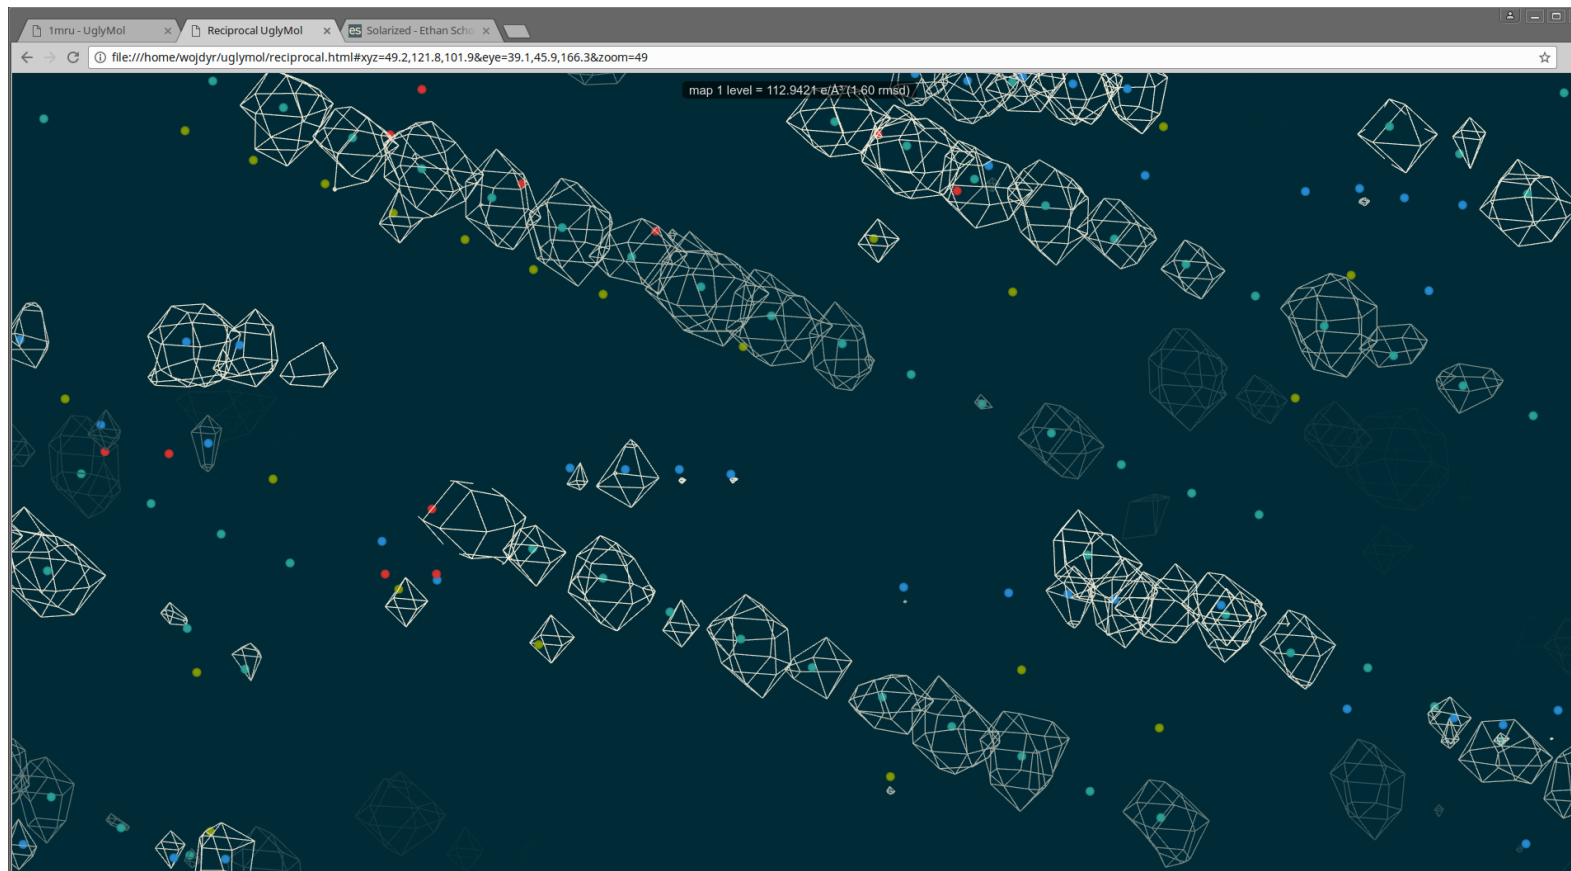 1mru - UglyMol
Reciprocal UglyMol
es Solarized - Ethan Scho
file:///home/wojdyr/uglymol/reciprocal.html#xyz=49.2,121.8,101.9&eye=39.1,45.9,166.3&zoom=49
map 1 level = 112.9421 e/Å³ (1.60 rmsd)